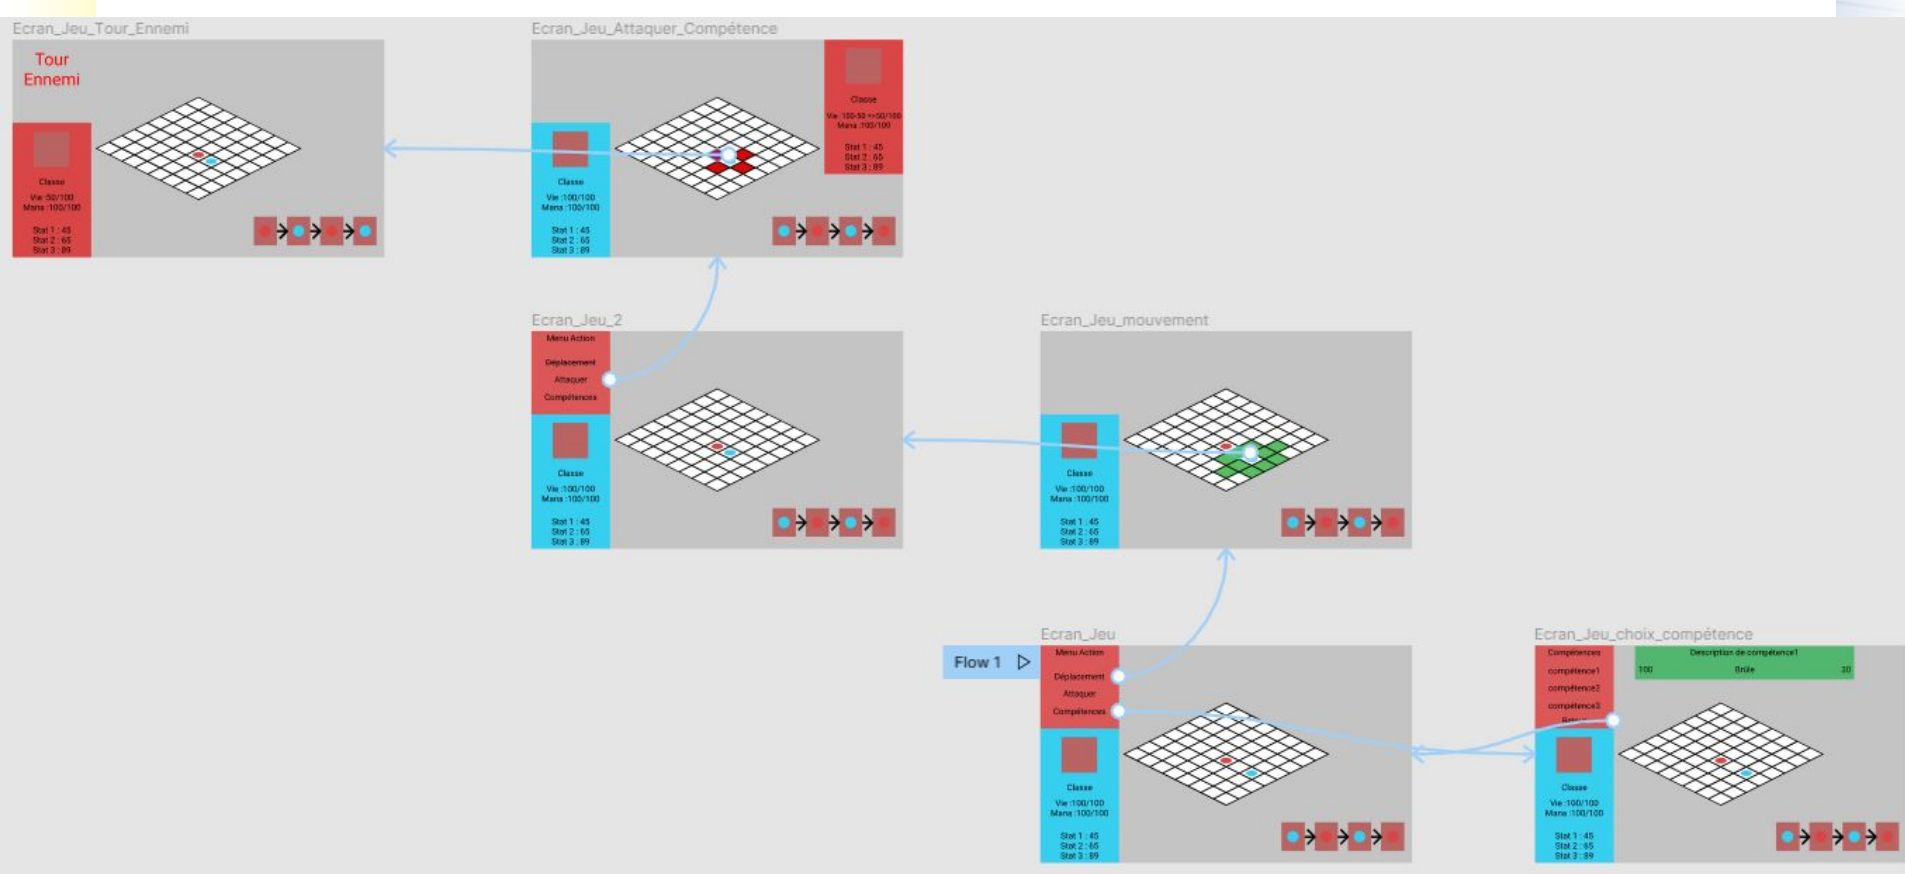 Ecran_Jeu_Tour_Ennemi
Tour
Ennemi
Classe
Vie :50/100
Mana :100/100
Stat 1 : 45
Stat 2 : 65
Stat 3 : 89
Ecran_Jeu_Attaquer_Compétence
Classe
Vie :100/100
Mana :100/100
Stat 1 : 45
Stat 2 : 65
Stat 3 : 89
Classe
Vie :100-50 =>50/100
Mana :100/100
Stat 1 : 45
Stat 2 : 65
Stat 3 : 89
Ecran_Jeu_2
Menu Action
Déplacement
Attaquer
Compétences
Classe
Vie :100/100
Mana :100/100
Stat 1 : 45
Stat 2 : 65
Stat 3 : 89
Ecran_Jeu_mouvement
Classe
Vie :100/100
Mana :100/100
Stat 1 : 45
Stat 2 : 65
Stat 3 : 89
Flow 1
Ecran_Jeu
Menu Action
Déplacement
Attaquer
Compétences
Classe
Vie :100/100
Mana :100/100
Stat 1 : 45
Stat 2 : 65
Stat 3 : 89
Ecran_Jeu_choix_compétence
Compétences
compétence1
compétence2
compétence3
Retour
Description de compétence1
100 Brûle 30
Classe
Vie :100/100
Mana :100/100
Stat 1 : 45
Stat 2 : 65
Stat 3 : 89